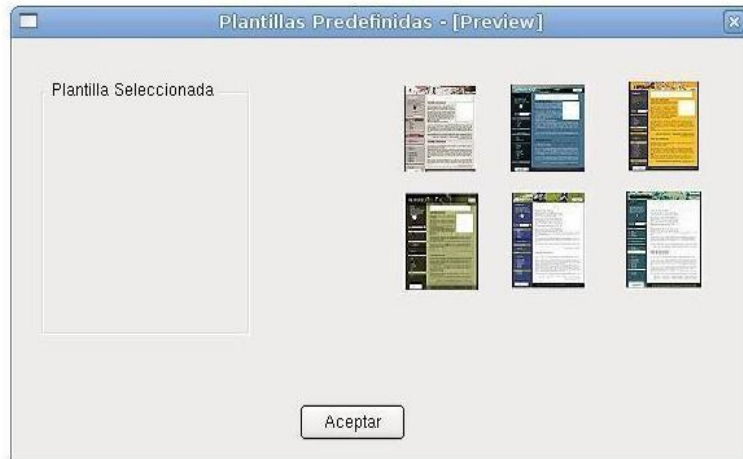 Plantillas Predefinidas - [Preview]
Plantilla Seleccionada
Aceptar